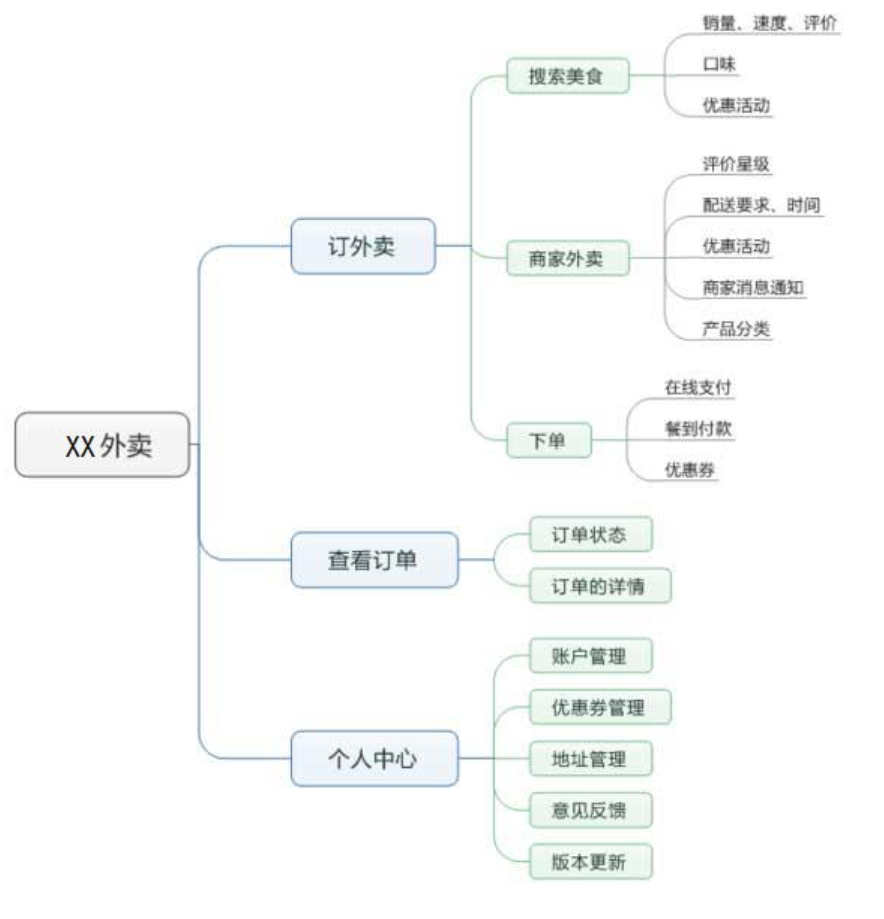 XX外卖
订外卖
搜索美食
销量、速度、评价
口味
优惠活动
商家外卖
评价星级
配送要求、时间
优惠活动
商家消息通知
产品分类
下单
在线支付
餐到付款
优惠券
查看订单
订单状态
订单的详情
个人中心
账户管理
优惠券管理
地址管理
意见反馈
版本更新